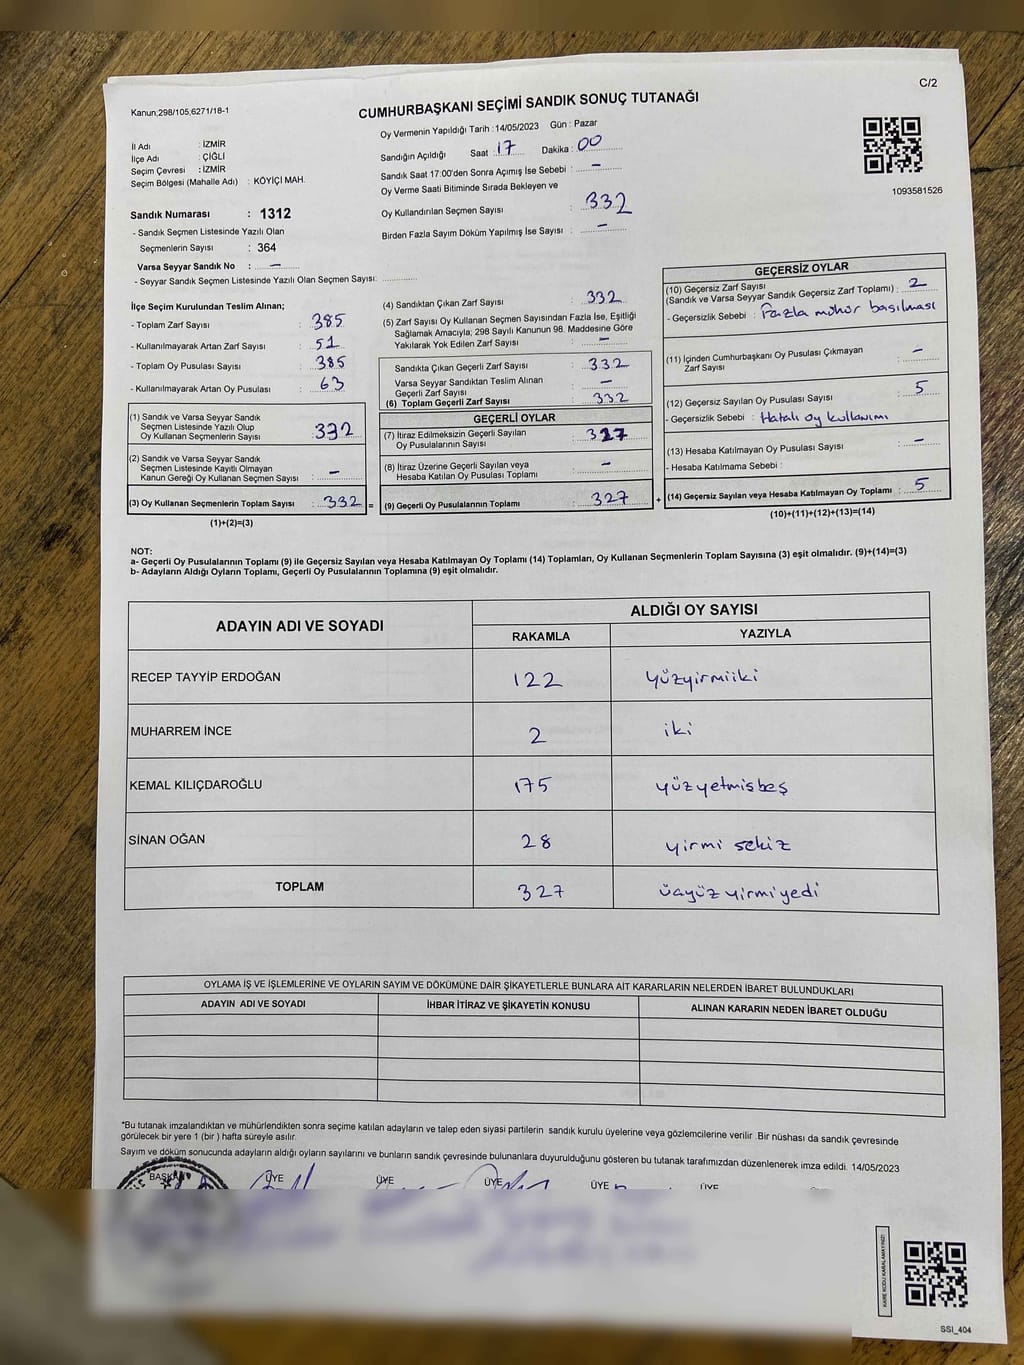 C/2
Kanun;298/105,6271/18-1
CUMHURBAŞKANI SEÇİMİ SANDIK SONUÇ TUTANAĞI
1093581526
İl Adı : İZMİR
İlçe Adı : ÇİĞLİ
Seçim Çevresi : İZMİR
Seçim Bölgesi (Mahalle Adı) : KÖYİÇİ MAH.
Oy Vermenin Yapıldığı Tarih : 14/05/2023 Gün : Pazar
Sandığın Açıldığı Saat : 17 Dakika : 00
Sandık Saat 17:00'den Sonra Açımış İse Sebebi : -
Oy Verme Saati Bitiminde Sırada Bekleyen ve
Oy Kullandırılan Seçmen Sayısı : 332
Birden Fazla Sayım Döküm Yapılmış İse Sayısı : -
Sandık Numarası : 1312
- Sandık Seçmen Listesinde Yazılı Olan
Seçmenlerin Sayısı : 364
Varsa Seyyar Sandık No : -
- Seyyar Sandık Seçmen Listesinde Yazılı Olan Seçmen Sayısı:
İlçe Seçim Kurulundan Teslim Alınan;
- Toplam Zarf Sayısı : 385
- Kullanılmayarak Artan Zarf Sayısı : 51
- Toplam Oy Pusulası Sayısı : 385
- Kullanılmayarak Artan Oy Pusulası : 63
(1) Sandık ve Varsa Seyyar Sandık
Seçmen Listesinde Yazılı Olup
Oy Kullanan Seçmenlerin Sayısı : 332
(2) Sandık ve Varsa Seyyar Sandık
Seçmen Listesinde Kayıtlı Olmayan
Kanun Gereği Oy Kullanan Seçmen Sayısı : -
(3) Oy Kullanan Seçmenlerin Toplam Sayısı : 332 =
(1)+(2)=(3)
(4) Sandıktan Çıkan Zarf Sayısı : 332
(5) Zarf Sayısı Oy Kullanan Seçmen Sayısından Fazla İse, Eşitliği
Sağlamak Amacıyla; 298 Sayılı Kanunun 98. Maddesine Göre
Yakılarak Yok Edilen Zarf Sayısı : -
Sandıkta Çıkan Geçerli Zarf Sayısı : 332
Varsa Seyyar Sandıktan Teslim Alınan
Geçerli Zarf Sayısı : -
(6) Toplam Geçerli Zarf Sayısı : 332
GEÇERLİ OYLAR
(7) İtiraz Edilmeksizin Geçerli Sayılan
Oy Pusulalarının Sayısı : 327
(8) İtiraz Üzerine Geçerli Sayılan veya
Hesaba Katılan Oy Pusulası Toplamı : -
(9) Geçerli Oy Pusulalarının Toplamı : 327 +
GEÇERSİZ OYLAR
(10) Geçersiz Zarf Sayısı
(Sandık ve Varsa Seyyar Sandık Geçersiz Zarf Toplamı) : 2
- Geçersizlik Sebebi : Fazla mühür basılması
(11) İçinden Cumhurbaşkanı Oy Pusulası Çıkmayan
Zarf Sayısı : -
(12) Geçersiz Sayılan Oy Pusulası Sayısı : 5
- Geçersizlik Sebebi : Hatalı oy kullanımı
(13) Hesaba Katılmayan Oy Pusulası Sayısı : -
- Hesaba Katılmama Sebebi :
(14) Geçersiz Sayılan veya Hesaba Katılmayan Oy Toplamı : 5
(10)+(11)+(12)+(13)=(14)
NOT:
a- Geçerli Oy Pusulalarının Toplamı (9) ile Geçersiz Sayılan veya Hesaba Katılmayan Oy Toplamı (14) Toplamları, Oy Kullanan Seçmenlerin Toplam Sayısına (3) eşit olmalıdır. (9)+(14)=(3)
b- Adayların Aldığı Oyların Toplamı, Geçerli Oy Pusulalarının Toplamına (9) eşit olmalıdır.
ADAYIN ADI VE SOYADI
ALDIĞI OY SAYISI
RAKAMLA YAZIYLA
RECEP TAYYİP ERDOĞAN 122 yüzyirmiiki
MUHARREM İNCE 2 iki
KEMAL KILIÇDAROĞLU 175 yüzyetmişbeş
SİNAN OĞAN 28 yirmi sekiz
TOPLAM 327 üçyüz yirmiyedi
OYLAMA İŞ VE İŞLEMLERİNE VE OYLARIN SAYIM VE DÖKÜMÜNE DAİR ŞİKAYETLERLE BUNLARA AİT KARARLARIN NELERDEN İBARET BULUNDUKLARI
ADAYIN ADI VE SOYADI İHBAR İTİRAZ VE ŞİKAYETİN KONUSU ALINAN KARARIN NEDEN İBARET OLDUĞU
*Bu tutanak imzalandıktan ve mühürlendikten sonra seçime katılan adayların ve talep eden siyasi partilerin sandık kurulu üyelerine veya gözlemcilerine verilir. Bir nüshası da sandık çevresinde
görülecek bir yere 1 (bir ) hafta süreyle asılır.
Sayım ve döküm sonucunda adayların aldığı oyların sayılarını ve bunların sandık çevresinde bulunanlara duyurulduğunu gösteren bu tutanak tarafımızdan düzenlenerek imza edildi. 14/05/2023
BAŞKAN ÜYE ÜYE ÜYE ÜYE ÜYE
KARE KODU KARALAMAYINIZ!
SSİ_404